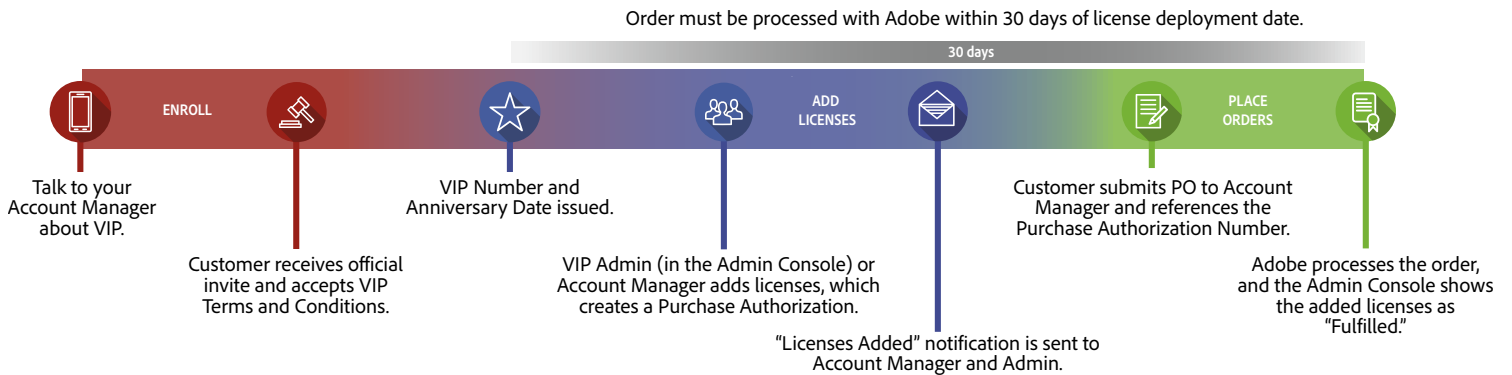 Order must be processed with Adobe within 30 days of license deployment date.
30 days
ENROLL
ADD
LICENSES
PLACE
ORDERS
Talk to your
Account Manager
about VIP.
Customer receives official
invite and accepts VIP
Terms and Conditions.
VIP Number and
Anniversary Date issued.
VIP Admin (in the Admin Console) or
Account Manager adds licenses, which
creates a Purchase Authorization.
“Licenses Added” notification is sent to
Account Manager and Admin.
Customer submits PO to Account
Manager and references the
Purchase Authorization Number.
Adobe processes the order,
and the Admin Console shows
the added licenses as
“Fulfilled.”